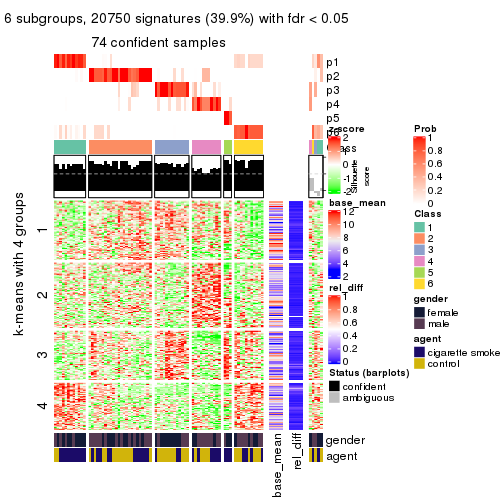 6 subgroups, 20750 signatures (39.9%) with fdr < 0.05
74 confident samples
p1
p2
p3
p4
p5
k-means with 4 groups
1
2
3
4
Silhouette
score
z-score
2
1
0
-1
-2
base_mean
12
10
8
6
4
2
rel_diff
1
0.8
0.6
0.4
0.2
0
Status (barplots)
confident
ambiguous
Prob
1
0.8
0.6
0.4
0.2
0
Class
1
2
3
4
5
6
gender
female
male
agent
cigarette smoke
control
gender
agent
base_mean
rel_diff